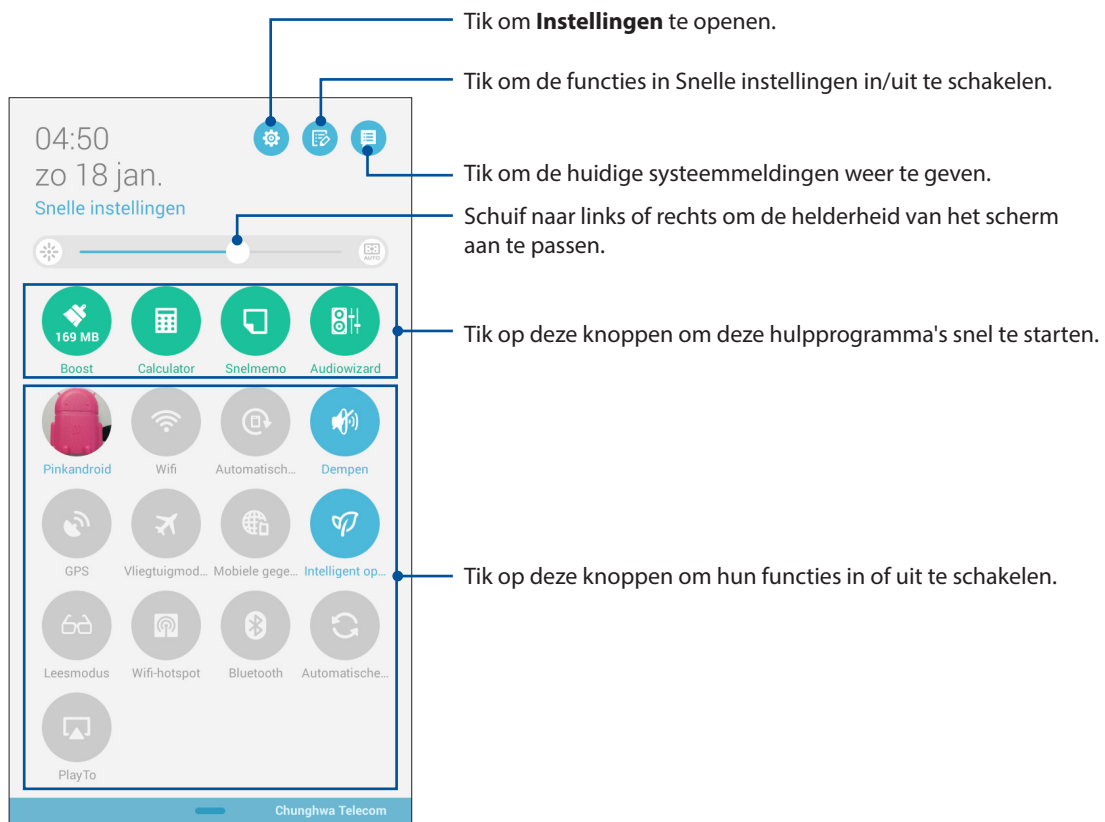 Tik om Instellingen te openen.
Tik om de functies in Snelle instellingen in/uit te schakelen.
04:50
zo 18 jan.
Snelle instellingen
Tik om de huidige systeemmeldingen weer te geven.
Schuif naar links of rechts om de helderheid van het scherm
aan te passen.
AUTO
169 MB
Boost Calculator Snelmemo Audiowizard
Tik op deze knoppen om deze hulpprogramma's snel te starten.
Pinkandroid Wifi Automatisch... Dempen
GPS Vliegtuigmod... Mobiele gege... Intelligent op...
Tik op deze knoppen om hun functies in of uit te schakelen.
Leesmodus Wifi-hotspot Bluetooth Automatische...
PlayTo
Chunghwa Telecom